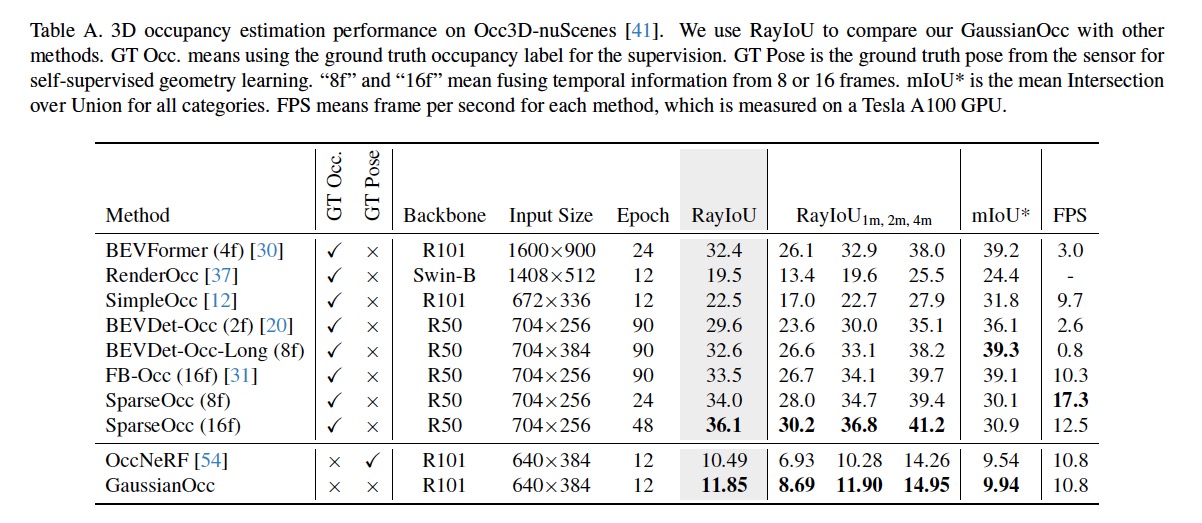 Table A. 3D occupancy estimation performance on Occ3D-nuScenes [41]. We use RayIoU to compare our GaussianOcc with other
methods. GT Occ. means using the ground truth occupancy label for the supervision. GT Pose is the ground truth pose from the sensor for
self-supervised geometry learning. “8f” and “16f” mean fusing temporal information from 8 or 16 frames. mIoU* is the mean Intersection
over Union for all categories. FPS means frame per second for each method, which is measured on a Tesla A100 GPU.
Method GT Occ. GT Pose Backbone Input Size Epoch RayIoU RayIoU1m, 2m, 4m mIoU* FPS
BEVFormer (4f) [30] ✓ × R101 1600×900 24 32.4 26.1 32.9 38.0 39.2 3.0
RenderOcc [37] ✓ × Swin-B 1408×512 12 19.5 13.4 19.6 25.5 24.4 -
SimpleOcc [12] ✓ × R101 672×336 12 22.5 17.0 22.7 27.9 31.8 9.7
BEVDet-Occ (2f) [20] ✓ × R50 704×256 90 29.6 23.6 30.0 35.1 36.1 2.6
BEVDet-Occ-Long (8f) ✓ × R50 704×384 90 32.6 26.6 33.1 38.2 39.3 0.8
FB-Occ (16f) [31] ✓ × R50 704×256 90 33.5 26.7 34.1 39.7 39.1 10.3
SparseOcc (8f) ✓ × R50 704×256 24 34.0 28.0 34.7 39.4 30.1 17.3
SparseOcc (16f) ✓ × R50 704×256 48 36.1 30.2 36.8 41.2 30.9 12.5
OccNeRF [54] × ✓ R101 640×384 12 10.49 6.93 10.28 14.26 9.54 10.8
GaussianOcc × × R101 640×384 12 11.85 8.69 11.90 14.95 9.94 10.8